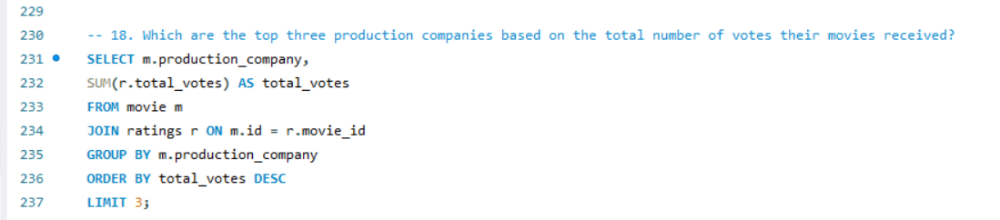 229
230 -- 18. Which are the top three production companies based on the total number of votes their movies received?
231 SELECT m.production_company,
232 SUM(r.total_votes) AS total_votes
233 FROM movie m
234 JOIN ratings r ON m.id = r.movie_id
235 GROUP BY m.production_company
236 ORDER BY total_votes DESC
237 LIMIT 3;